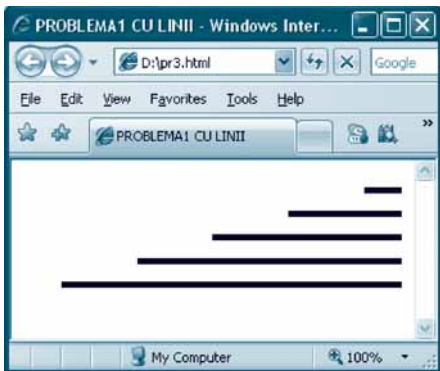 PROBLEMA1 CU LINII - Windows Inter...
D:\pr3.html
Google
File Edit View Favorites Tools Help
PROBLEMA1 CU LINII
»
My Computer 100%